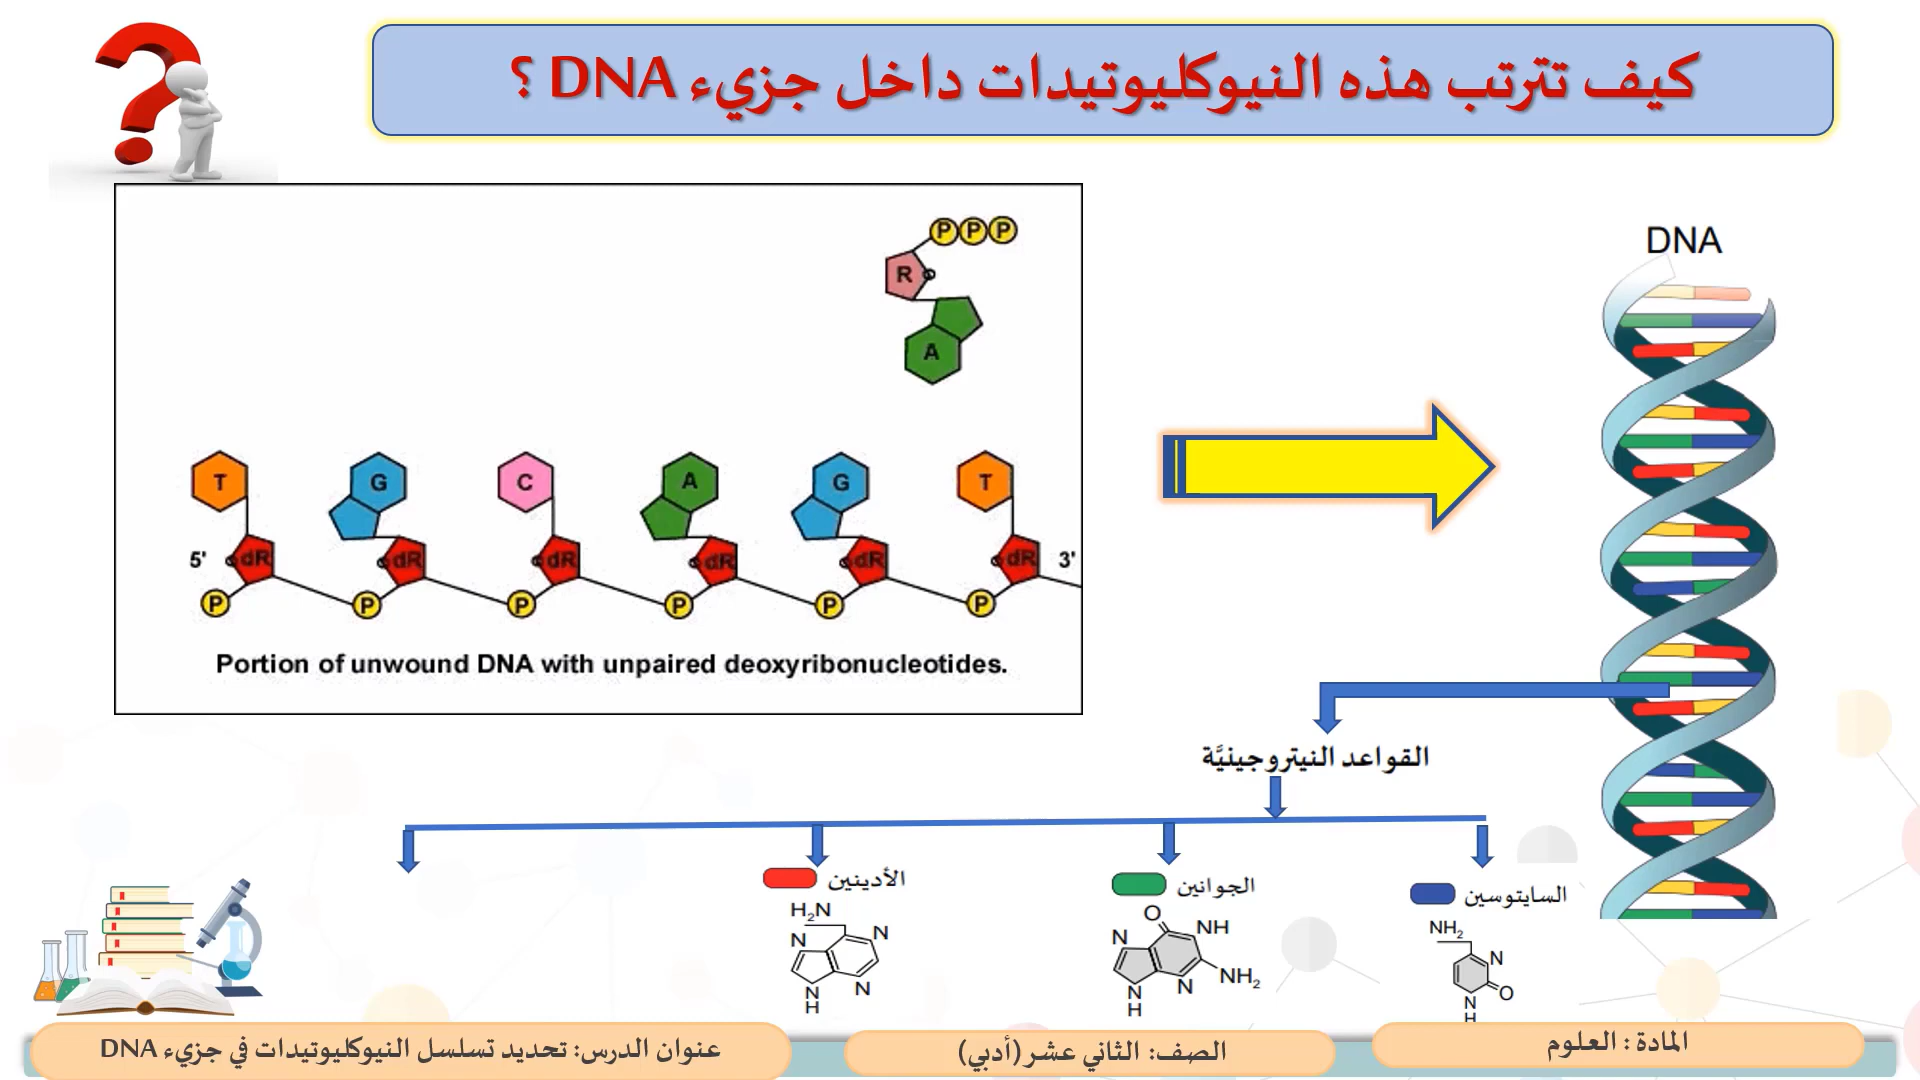 كيف تترتب هذه النيوكليوتيدات داخل جزيء DNA ؟
P P P
R
A
T G C A G T
5' dR dR dR dR dR dR 3'
P P P P P P
Portion of unwound DNA with unpaired deoxyribonucleotides.
DNA
القواعد النيتروجينيَّة
السايتوسين
الجوانين
الأدينين
NH2
N
O
N
H
O
N NH
NH2
N
N
H
H2N
N N
N
N
H
المادة : العلوم
الصف: الثاني عشر (أدبي)
عنوان الدرس: تحديد تسلسل النيوكليوتيدات في جزيء DNA